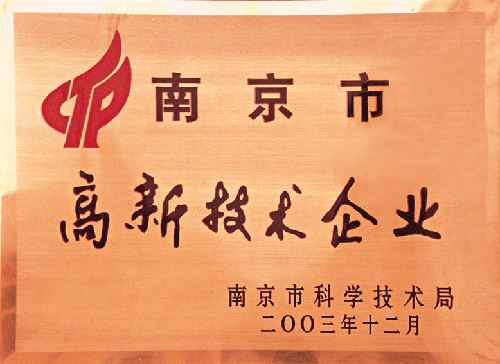 南京市
高新技术企业
南京市科学技术局
二〇〇三年十二月